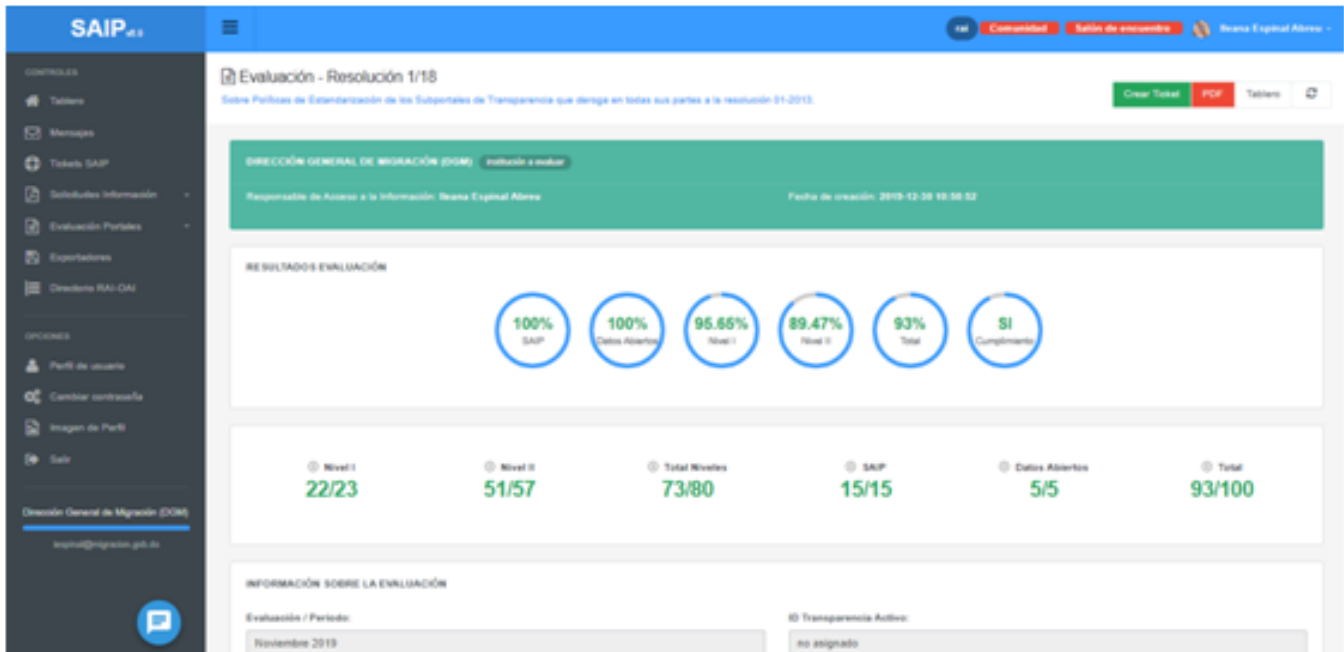 SAIP
rai Comunidad Salón de encuentro Ileana Espinal Abreu
CONTROLES
Tablero
Mensajes
Tickets SAIP
Solicitudes Información
Evaluación Portales
Exportadores
Directorio RAI-OAI
OPCIONES
Perfil de usuario
Cambiar contraseña
Imagen de Perfil
Salir
Dirección General de Migración (DGM)
Evaluación - Resolución 1/18
Sobre Políticas de Estandarización de los Subportales de Transparencia que deroga en todas sus partes a la resolución 01-2013.
Crear Ticket PDF Tablero
DIRECCIÓN GENERAL DE MIGRACIÓN (DGM) Institución a evaluar
Responsable de Acceso a la Información: Ileana Espinal Abreu
Fecha de creación: 2019-12-30 10:50:52
RESULTADOS EVALUACIÓN
100% 100% 95.65% 89.47% 93% SI
SAIP Datos Abiertos Nivel I Nivel II Total Cumplimiento
Nivel I Nivel II Total Niveles SAIP Datos Abiertos Total
22/23 51/57 73/80 15/15 5/5 93/100
INFORMACIÓN SOBRE LA EVALUACIÓN
Evaluación / Periodo: ID Transparencia Activo:
Noviembre 2019 no asignado